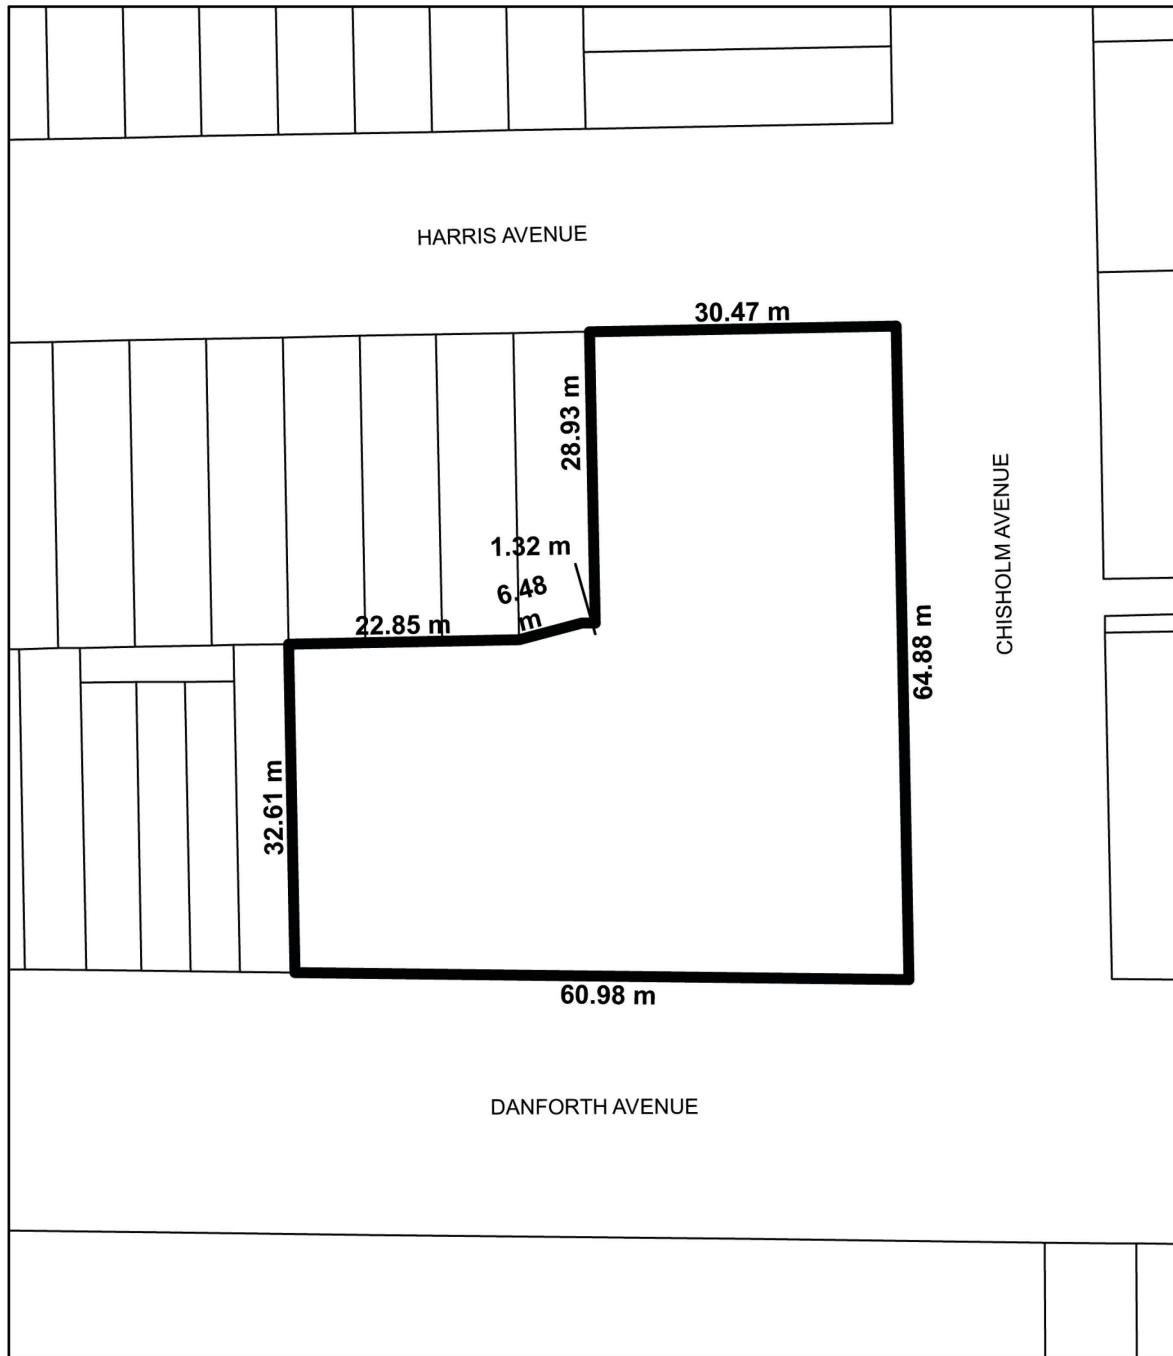 HARRIS AVENUE
30.47 m
28.93 m
1.32 m
6.48
m
22.85 m
CHISHOLM AVENUE
64.88 m
32.61 m
60.98 m
DANFORTH AVENUE